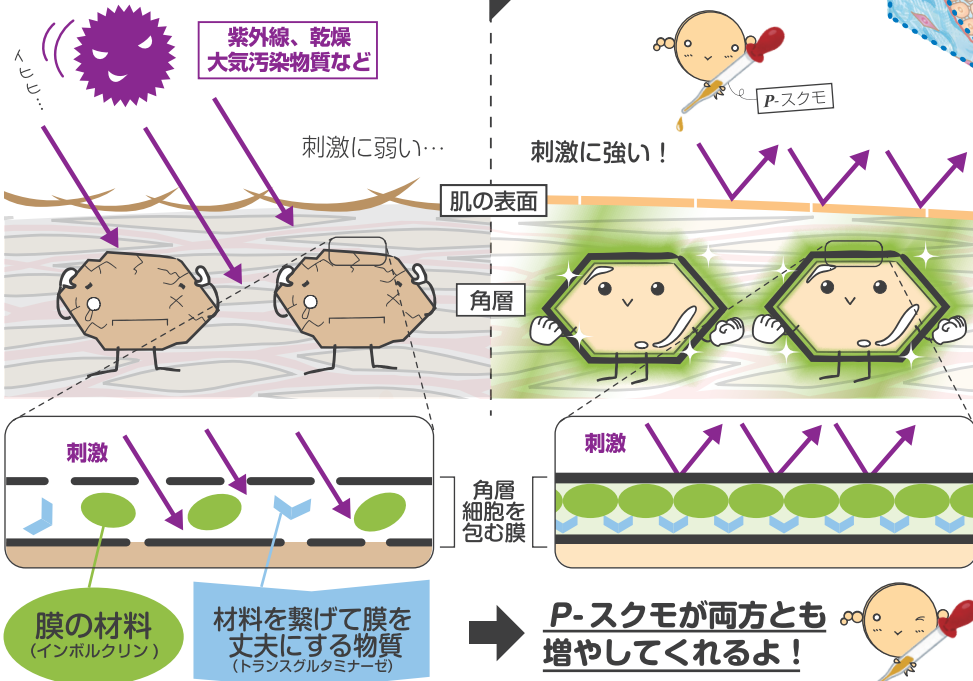 紫外線、乾燥
大気汚染物質など
イヒヒ…
刺激に弱い…
P-スクモ
刺激に強い！
肌の表面
角層
刺激
刺激
角層
細胞を
包む膜
膜の材料
（インボルクリン）
材料を繋げて膜を
丈夫にする物質
（トランスグルタミナーゼ）
P-スクモが両方とも
増やしてくれるよ！